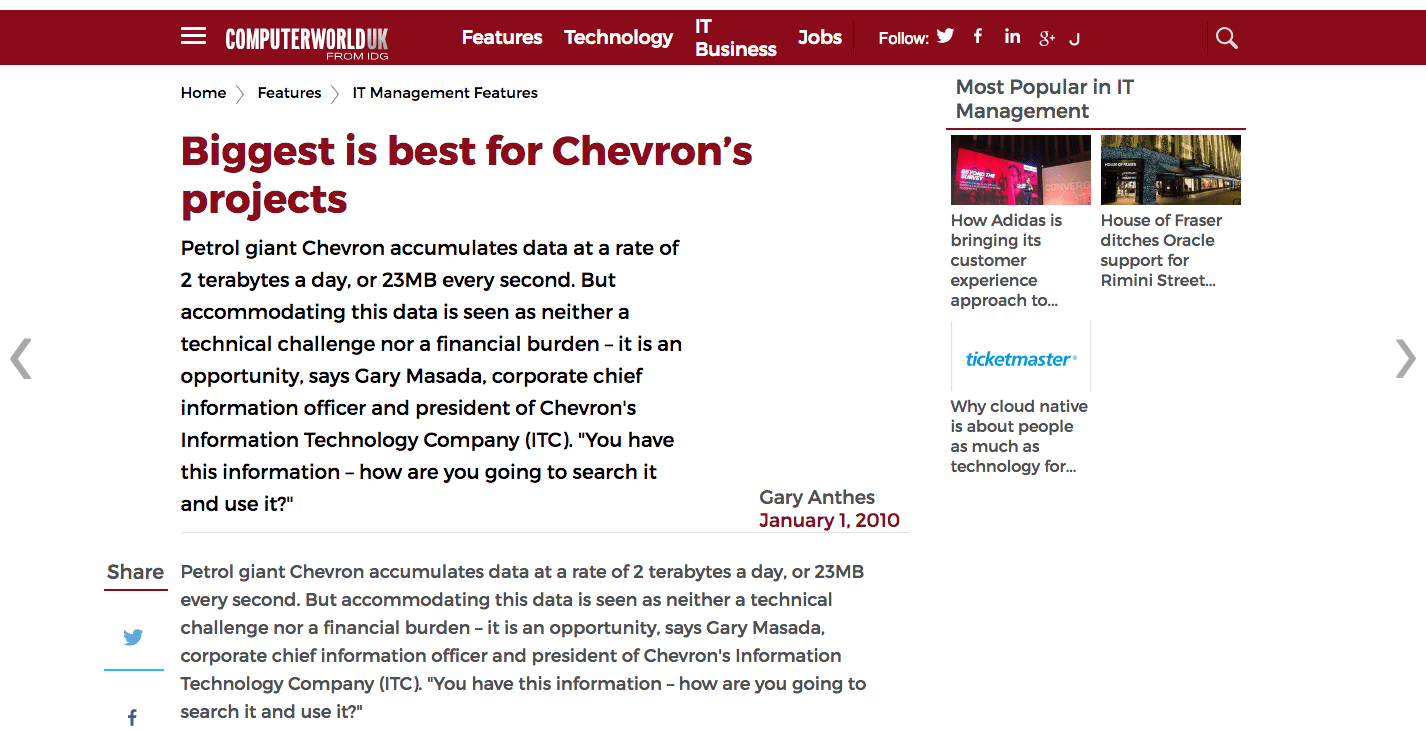 COMPUTERWORLDUK
FROM IDG
Features
Technology
IT
Business
Jobs
Follow:
Home
Features
IT Management Features
Biggest is best for Chevron’s
projects
Petrol giant Chevron accumulates data at a rate of
2 terabytes a day, or 23MB every second. But
accommodating this data is seen as neither a
technical challenge nor a financial burden – it is an
opportunity, says Gary Masada, corporate chief
information officer and president of Chevron's
Information Technology Company (ITC). "You have
this information – how are you going to search it
and use it?"
Gary Anthes
January 1, 2010
Share
Petrol giant Chevron accumulates data at a rate of 2 terabytes a day, or 23MB
every second. But accommodating this data is seen as neither a technical
challenge nor a financial burden – it is an opportunity, says Gary Masada,
corporate chief information officer and president of Chevron's Information
Technology Company (ITC). "You have this information – how are you going to
search it and use it?"
Most Popular in IT
Management
BEYOND THE
SURVEY
CONVERG
How Adidas is
bringing its
customer
experience
approach to...
HOUSE OF FRASER
House of Fraser
ditches Oracle
support for
Rimini Street...
ticketmaster®
Why cloud native
is about people
as much as
technology for...